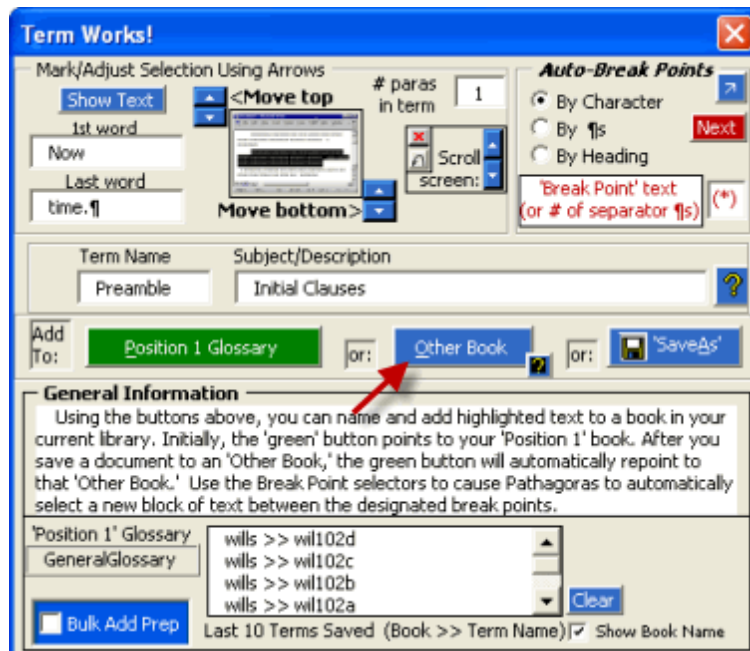 Term Works!
Mark/Adjust Selection Using Arrows
Show Text
1st word
Now
Last word
time.¶
<Move top
Move bottom>
# paras
in term
1
Scroll
screen:
Auto-Break Points
By Character
By ¶s
By Heading
Next
'Break Point' text
(or # of separator ¶s)
(*)
Term Name
Subject/Description
Preamble
Initial Clauses
?
Add
To:
Position 1 Glossary
or:
Other Book
?
or:
'SaveAs'
General Information
Using the buttons above, you can name and add highlighted text to a book in your
current library. Initially, the 'green' button points to your 'Position 1' book. After you
save a document to an 'Other Book,' the green button will automatically repoint to
that 'Other Book.' Use the Break Point selectors to cause Pathagoras to automatically
select a new block of text between the designated break points.
'Position 1' Glossary
GeneralGlossary
Bulk Add Prep
wills >> wil102d
wills >> wil102c
wills >> wil102b
wills >> wil102a
Clear
Last 10 Terms Saved (Book >> Term Name)
Show Book Name